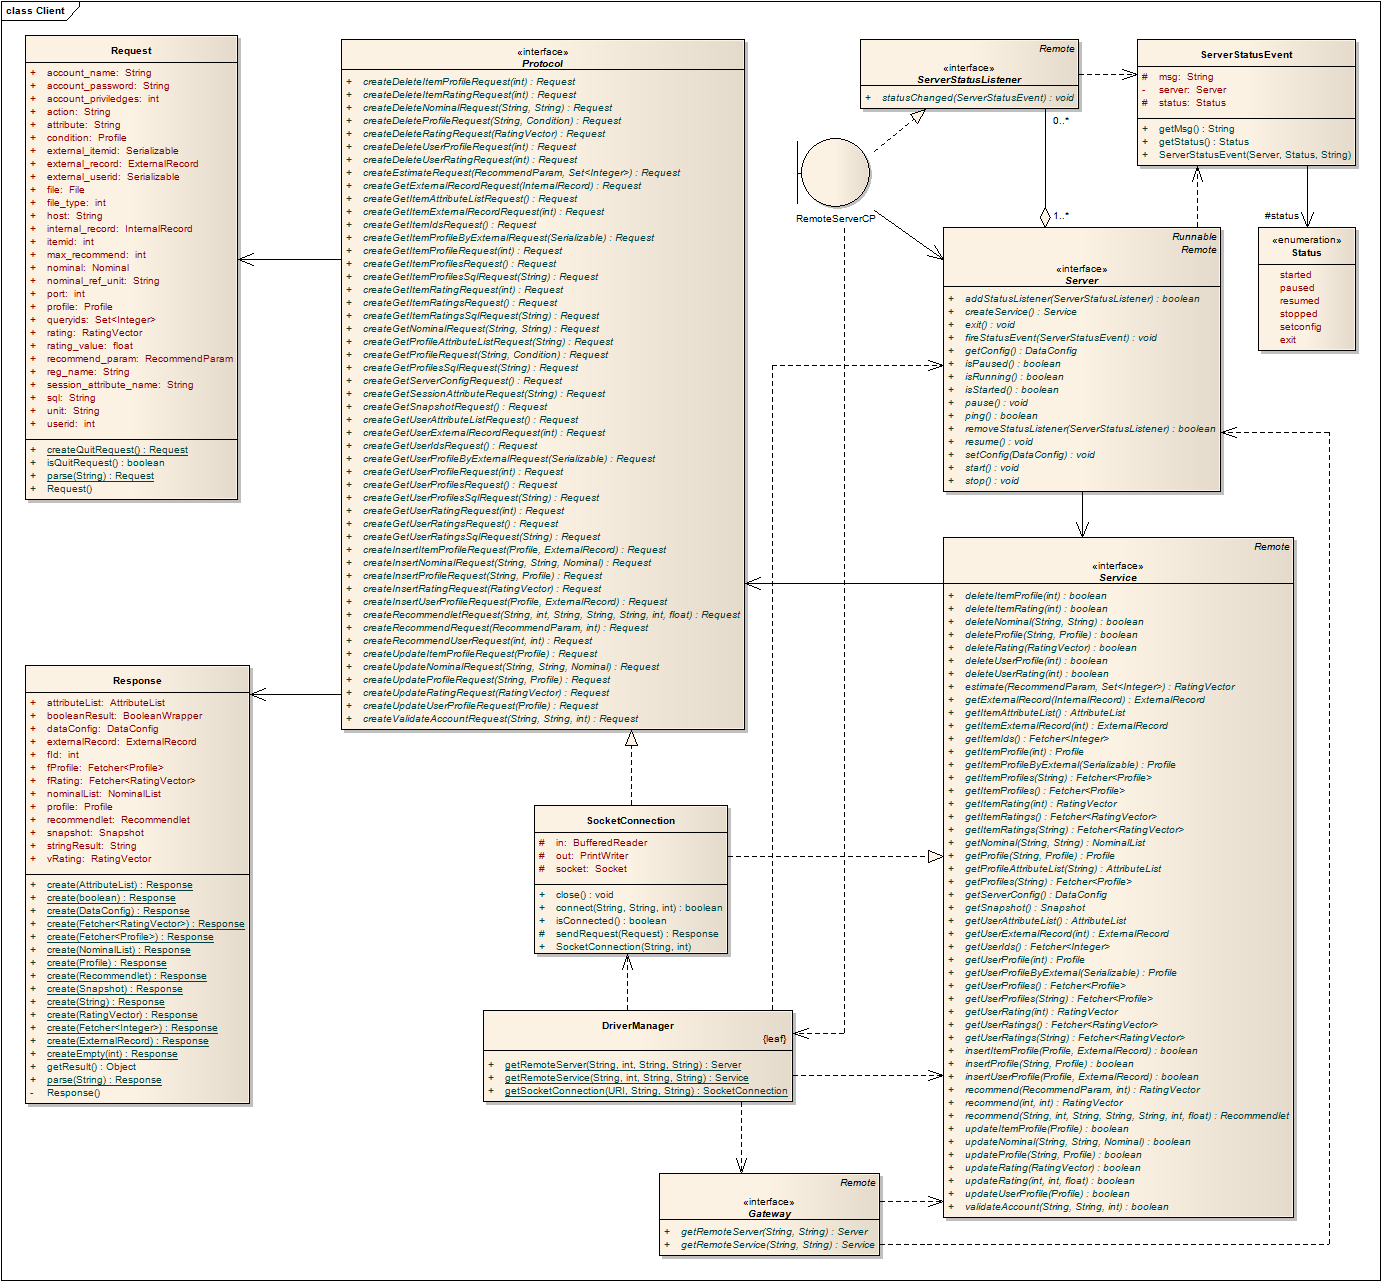 class Client
Request
+ account_name: String
+ account_password: String
+ account_priviledges: int
+ action: String
+ attribute: String
+ condition: Profile
+ external_itemid: Serializable
+ external_record: ExternalRecord
+ external_userid: Serializable
+ file: File
+ file_type: int
+ host: String
+ internal_record: InternalRecord
+ itemid: int
+ max_recommend: int
+ nominal: Nominal
+ nominal_ref_unit: String
+ port: int
+ profile: Profile
+ queryids: Set<Integer>
+ rating: RatingVector
+ rating_value: float
+ recommend_param: RecommendParam
+ reg_name: String
+ session_attribute_name: String
+ sql: String
+ unit: String
+ userid: int
+ createQuitRequest() : Request
+ isQuitRequest() : boolean
+ parse(String) : Request
+ Request()
«interface»
Protocol
+ createDeleteItemProfileRequest(int) : Request
+ createDeleteItemRatingRequest(int) : Request
+ createDeleteNominalRequest(String, String) : Request
+ createDeleteProfileRequest(String, Condition) : Request
+ createDeleteRatingRequest(RatingVector) : Request
+ createDeleteUserProfileRequest(int) : Request
+ createDeleteUserRatingRequest(int) : Request
+ createEstimateRequest(RecommendParam, Set<Integer>) : Request
+ createGetExternalRecordRequest(InternalRecord) : Request
+ createGetItemAttributeListRequest() : Request
+ createGetItemExternalRecordRequest(int) : Request
+ createGetItemIdsRequest() : Request
+ createGetItemProfileByExternalRequest(Serializable) : Request
+ createGetItemProfileRequest(int) : Request
+ createGetItemProfilesRequest() : Request
+ createGetItemProfilesSqlRequest(String) : Request
+ createGetItemRatingRequest(int) : Request
+ createGetItemRatingsRequest() : Request
+ createGetItemRatingsSqlRequest(String) : Request
+ createGetNominalRequest(String, String) : Request
+ createGetProfileAttributeListRequest(String) : Request
+ createGetProfileRequest(String, Condition) : Request
+ createGetProfilesSqlRequest(String) : Request
+ createGetServerConfigRequest() : Request
+ createGetSessionAttributeRequest(String) : Request
+ createGetSnapshotRequest() : Request
+ createGetUserAttributeListRequest() : Request
+ createGetUserExternalRecordRequest(int) : Request
+ createGetUserIdsRequest() : Request
+ createGetUserProfileByExternalRequest(Serializable) : Request
+ createGetUserProfileRequest(int) : Request
+ createGetUserProfilesRequest() : Request
+ createGetUserProfilesSqlRequest(String) : Request
+ createGetUserRatingRequest(int) : Request
+ createGetUserRatingsRequest() : Request
+ createGetUserRatingsSqlRequest(String) : Request
+ createInsertItemProfileRequest(Profile, ExternalRecord) : Request
+ createInsertNominalRequest(String, String, Nominal) : Request
+ createInsertProfileRequest(String, Profile) : Request
+ createInsertRatingRequest(RatingVector) : Request
+ createInsertUserProfileRequest(Profile, ExternalRecord) : Request
+ createRecommendletRequest(String, int, String, String, String, int, float) : Request
+ createRecommendRequest(RecommendParam, int) : Request
+ createRecommendUserRequest(int, int) : Request
+ createUpdateItemProfileRequest(Profile) : Request
+ createUpdateNominalRequest(String, String, Nominal) : Request
+ createUpdateProfileRequest(String, Profile) : Request
+ createUpdateRatingRequest(RatingVector) : Request
+ createUpdateUserProfileRequest(Profile) : Request
+ createValidateAccountRequest(String, String, int) : Request
Remote
«interface»
ServerStatusListener
+ statusChanged(ServerStatusEvent) : void
0..*
1..*
RemoteServerCP
ServerStatusEvent
# msg: String
- server: Server
# status: Status
+ getMsg() : String
+ getStatus() : Status
+ ServerStatusEvent(Server, Status, String)
#status
«enumeration»
Status
started
paused
resumed
stopped
setconfig
exit
Runnable
Remote
«interface»
Server
+ addStatusListener(ServerStatusListener) : boolean
+ createService() : Service
+ exit() : void
+ fireStatusEvent(ServerStatusEvent) : void
+ getConfig() : DataConfig
+ isPaused() : boolean
+ isRunning() : boolean
+ isStarted() : boolean
+ pause() : void
+ ping() : boolean
+ removeStatusListener(ServerStatusListener) : boolean
+ resume() : void
+ setConfig(DataConfig) : void
+ start() : void
+ stop() : void
Remote
«interface»
Service
+ deleteItemProfile(int) : boolean
+ deleteItemRating(int) : boolean
+ deleteNominal(String, String) : boolean
+ deleteProfile(String, Profile) : boolean
+ deleteRating(RatingVector) : boolean
+ deleteUserProfile(int) : boolean
+ deleteUserRating(int) : boolean
+ estimate(RecommendParam, Set<Integer>) : RatingVector
+ getExternalRecord(InternalRecord) : ExternalRecord
+ getItemAttributeList() : AttributeList
+ getItemExternalRecord(int) : ExternalRecord
+ getItemIds() : Fetcher<Integer>
+ getItemProfile(int) : Profile
+ getItemProfileByExternal(Serializable) : Profile
+ getItemProfiles(String) : Fetcher<Profile>
+ getItemProfiles() : Fetcher<Profile>
+ getItemRating(int) : RatingVector
+ getItemRatings() : Fetcher<RatingVector>
+ getItemRatings(String) : Fetcher<RatingVector>
+ getNominal(String, String) : NominalList
+ getProfile(String, Profile) : Profile
+ getProfileAttributeList(String) : AttributeList
+ getProfiles(String) : Fetcher<Profile>
+ getServerConfig() : DataConfig
+ getSnapshot() : Snapshot
+ getUserAttributeList() : AttributeList
+ getUserExternalRecord(int) : ExternalRecord
+ getUserIds() : Fetcher<Integer>
+ getUserProfile(int) : Profile
+ getUserProfileByExternal(Serializable) : Profile
+ getUserProfiles() : Fetcher<Profile>
+ getUserProfiles(String) : Fetcher<Profile>
+ getUserRating(int) : RatingVector
+ getUserRatings() : Fetcher<RatingVector>
+ getUserRatings(String) : Fetcher<RatingVector>
+ insertItemProfile(Profile, ExternalRecord) : boolean
+ insertProfile(String, Profile) : boolean
+ insertUserProfile(Profile, ExternalRecord) : boolean
+ recommend(RecommendParam, int) : RatingVector
+ recommend(int, int) : RatingVector
+ recommend(String, int, String, String, String, int, float) : Recommendlet
+ updateItemProfile(Profile) : boolean
+ updateNominal(String, String, Nominal) : boolean
+ updateProfile(String, Profile) : boolean
+ updateRating(RatingVector) : boolean
+ updateRating(int, int, float) : boolean
+ updateUserProfile(Profile) : boolean
+ validateAccount(String, String, int) : boolean
Response
+ attributeList: AttributeList
+ booleanResult: BooleanWrapper
+ dataConfig: DataConfig
+ externalRecord: ExternalRecord
+ fId: int
+ fProfile: Fetcher<Profile>
+ fRating: Fetcher<RatingVector>
+ nominalList: NominalList
+ profile: Profile
+ recommendlet: Recommendlet
+ snapshot: Snapshot
+ stringResult: String
+ vRating: RatingVector
+ create(AttributeList) : Response
+ create(boolean) : Response
+ create(DataConfig) : Response
+ create(Fetcher<RatingVector>) : Response
+ create(Fetcher<Profile>) : Response
+ create(NominalList) : Response
+ create(Profile) : Response
+ create(Recommendlet) : Response
+ create(Snapshot) : Response
+ create(String) : Response
+ create(RatingVector) : Response
+ create(Fetcher<Integer>) : Response
+ create(ExternalRecord) : Response
+ createEmpty(int) : Response
+ getResult() : Object
+ parse(String) : Response
- Response()
SocketConnection
# in: BufferedReader
# out: PrintWriter
# socket: Socket
+ close() : void
+ connect(String, String, int) : boolean
+ isConnected() : boolean
# sendRequest(Request) : Response
+ SocketConnection(String, int)
DriverManager
{leaf}
+ getRemoteServer(String, int, String, String) : Server
+ getRemoteService(String, int, String, String) : Service
+ getSocketConnection(URI, String, String) : SocketConnection
Remote
«interface»
Gateway
+ getRemoteServer(String, String) : Server
+ getRemoteService(String, String) : Service